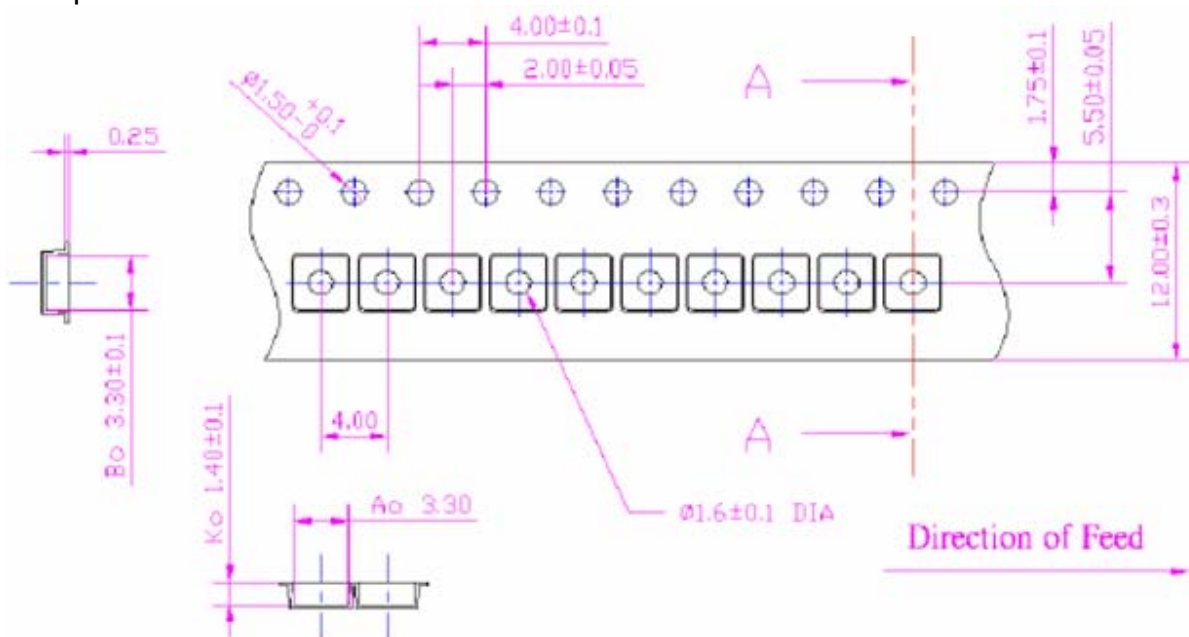 4.00±0.1
2.00±0.05
Ø1.50 +0.1
-0
0.25
A
1.75±0.1
5.50±0.05
12.00±0.3
Bo 3.30±0.1
4.00
A
Ko 1.40±0.1
Ao 3.30
Ø1.6±0.1 DIA
Direction of Feed